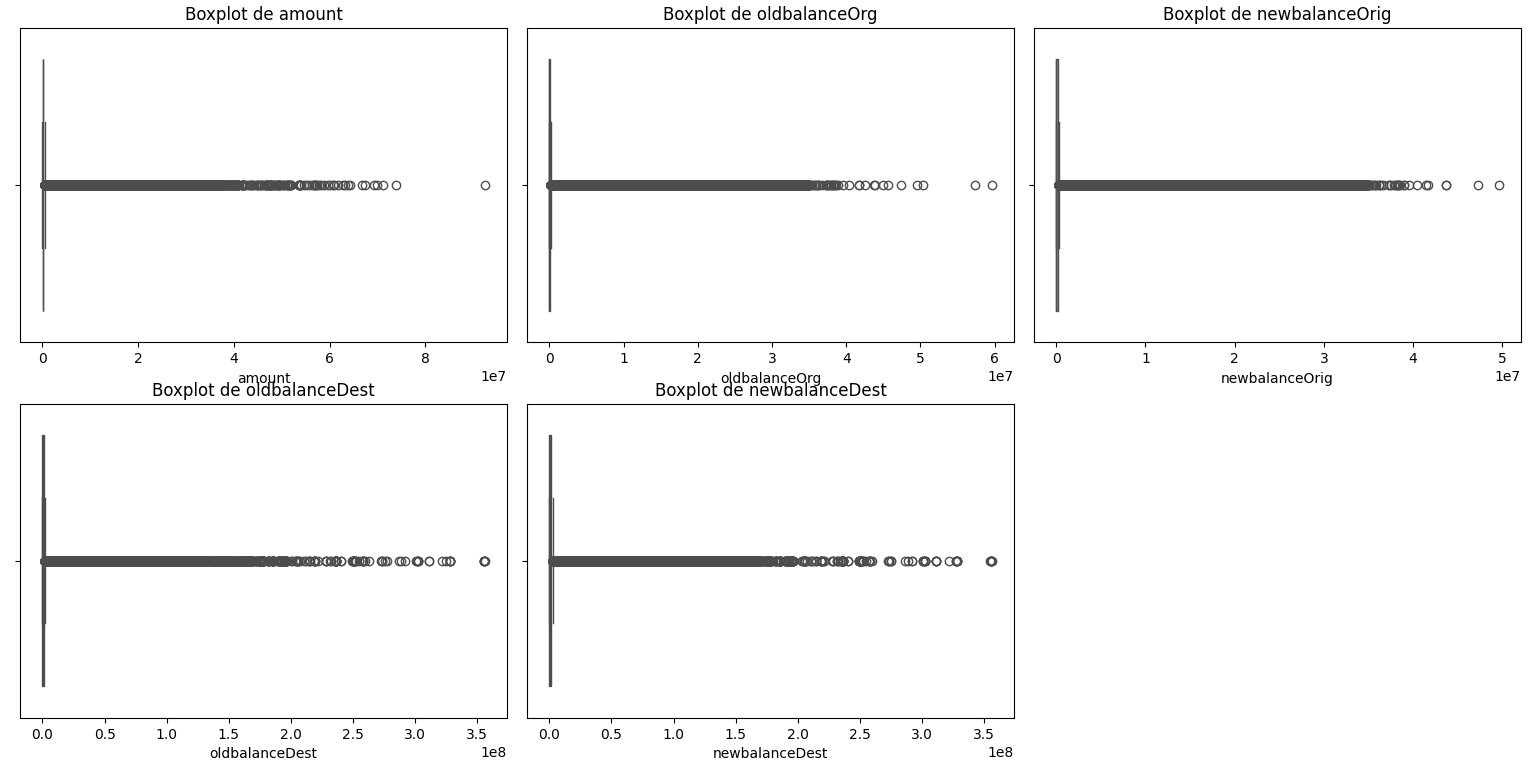 Boxplot de amount
0 2 4 6 8
1e7
amount
Boxplot de oldbalanceOrg
0 1 2 3 4 5 6
1e7
oldbalanceOrg
Boxplot de newbalanceOrig
0 1 2 3 4 5
1e7
newbalanceOrig
Boxplot de oldbalanceDest
0.0 0.5 1.0 1.5 2.0 2.5 3.0 3.5
1e8
oldbalanceDest
Boxplot de newbalanceDest
0.0 0.5 1.0 1.5 2.0 2.5 3.0 3.5
1e8
newbalanceDest